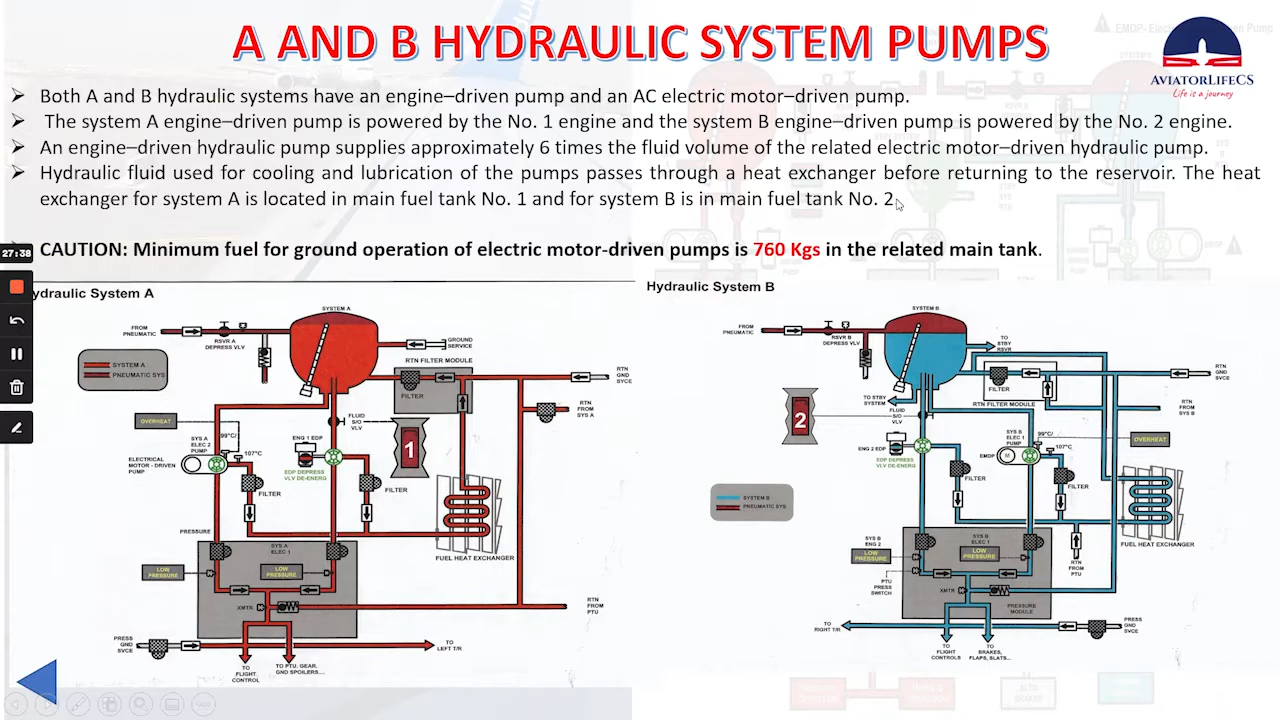 A AND B HYDRAULIC SYSTEM PUMPS
EMDP- Electric Motor Driven Pump
AVIATORLIFECS
Life is a journey
➢ Both A and B hydraulic systems have an engine–driven pump and an AC electric motor–driven pump.
➢ The system A engine–driven pump is powered by the No. 1 engine and the system B engine–driven pump is powered by the No. 2 engine.
➢ An engine–driven hydraulic pump supplies approximately 6 times the fluid volume of the related electric motor–driven hydraulic pump.
➢ Hydraulic fluid used for cooling and lubrication of the pumps passes through a heat exchanger before returning to the reservoir. The heat
exchanger for system A is located in main fuel tank No. 1 and for system B is in main fuel tank No. 2.
27:38
CAUTION: Minimum fuel for ground operation of electric motor-driven pumps is 760 Kgs in the related main tank.
ydraulic System A
SYSTEM A
FROM
PNEUMATIC
RSVR A
DEPRESS VLV
GROUND
SERVICE
RTN FILTER MODULE
FILTER
RTN
GND
SVCE
SYSTEM A
PNEUMATIC SYS
RTN
FROM
SYS A
FLUID
S/O
VLV
1
OVERHEAT
SYS A
ELEC 2
PUMP
99°C/
107°C
ENG 1 EDP
EDP DEPRESS
VLV DE-ENERG
ELECTRICAL
MOTOR - DRIVEN
PUMP
FILTER
FILTER
PRESSURE
FUEL HEAT EXCHANGER
SYS A
ELEC 1
LOW
PRESSURE
LOW
PRESSURE
XMTR
RTN
FROM
PTU
PRESS
GND
SVCE
TO
LEFT T/R
TO
FLIGHT
CONTROL
TO PTU, GEAR,
GND SPOILERS....
Hydraulic System B
SYSTEM B
FROM
PNEUMATIC
RSVR B
DEPRESS VLV
TO
STBY
RSVR
RTN
GND
SVCE
FILTER
RTN FILTER MODULE
TO STBY
SYSTEM
FLUID
S/O
VLV
RTN
FROM
SYS B
2
ENG 2 EDP
EDP DEPRESS
VLV DE-ENERG
SYS B
ELEC 1
PUMP
99°C/
107°C
OVERHEAT
EMDP
M
FILTER
FILTER
SYSTEM B
PNEUMATIC SYS
FUEL HEAT EXCHANGER
SYS B
ENG 2
SYS B
ELEC 1
LOW
PRESSURE
LOW
PRESSURE
RTN
FROM
PTU
PTU
PRESS
SWITCH
XMTR
PRESSURE
MODULE
TO
RIGHT T/R
PRESS
GND
SVCE
TO
FLIGHT
CONTROLS
TO
BRAKES,
FLAPS, SLATS...